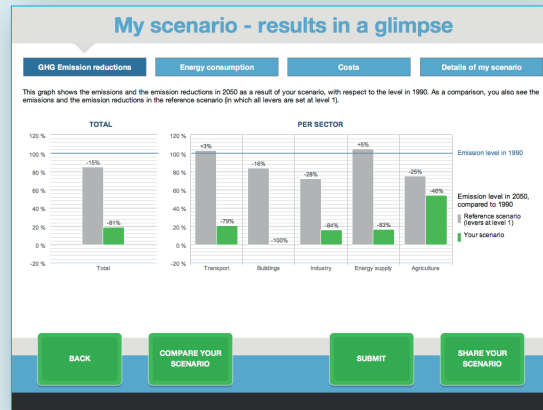 My scenario - results in a glimpse
GHG Emission reductions
Energy consumption
Costs
Details of my scenario
This graph shows the emissions and the emission reductions in 2050 as a result of your scenario, with respect to the level in 1990. As a comparison, you also see the
emissions and the emission reductions in the reference scenario (in which all levers are set at level 1).
TOTAL
120 %
100 %
80 %
60 %
40 %
20 %
0 %
-20 %
-15%
-81%
Total
PER SECTOR
120 %
100 %
80 %
60 %
40 %
20 %
0 %
-20 %
+3%
-79%
-16%
-100%
-28%
-84%
+5%
-83%
-25%
-46%
Transport
Buildings
Industry
Energy supply
Agriculture
Emission level in 1990
Emission level in 2050,
compared to 1990
Reference scenario
(levers at level 1)
Your scenario
BACK
COMPARE YOUR
SCENARIO
SUBMIT
SHARE YOUR
SCENARIO